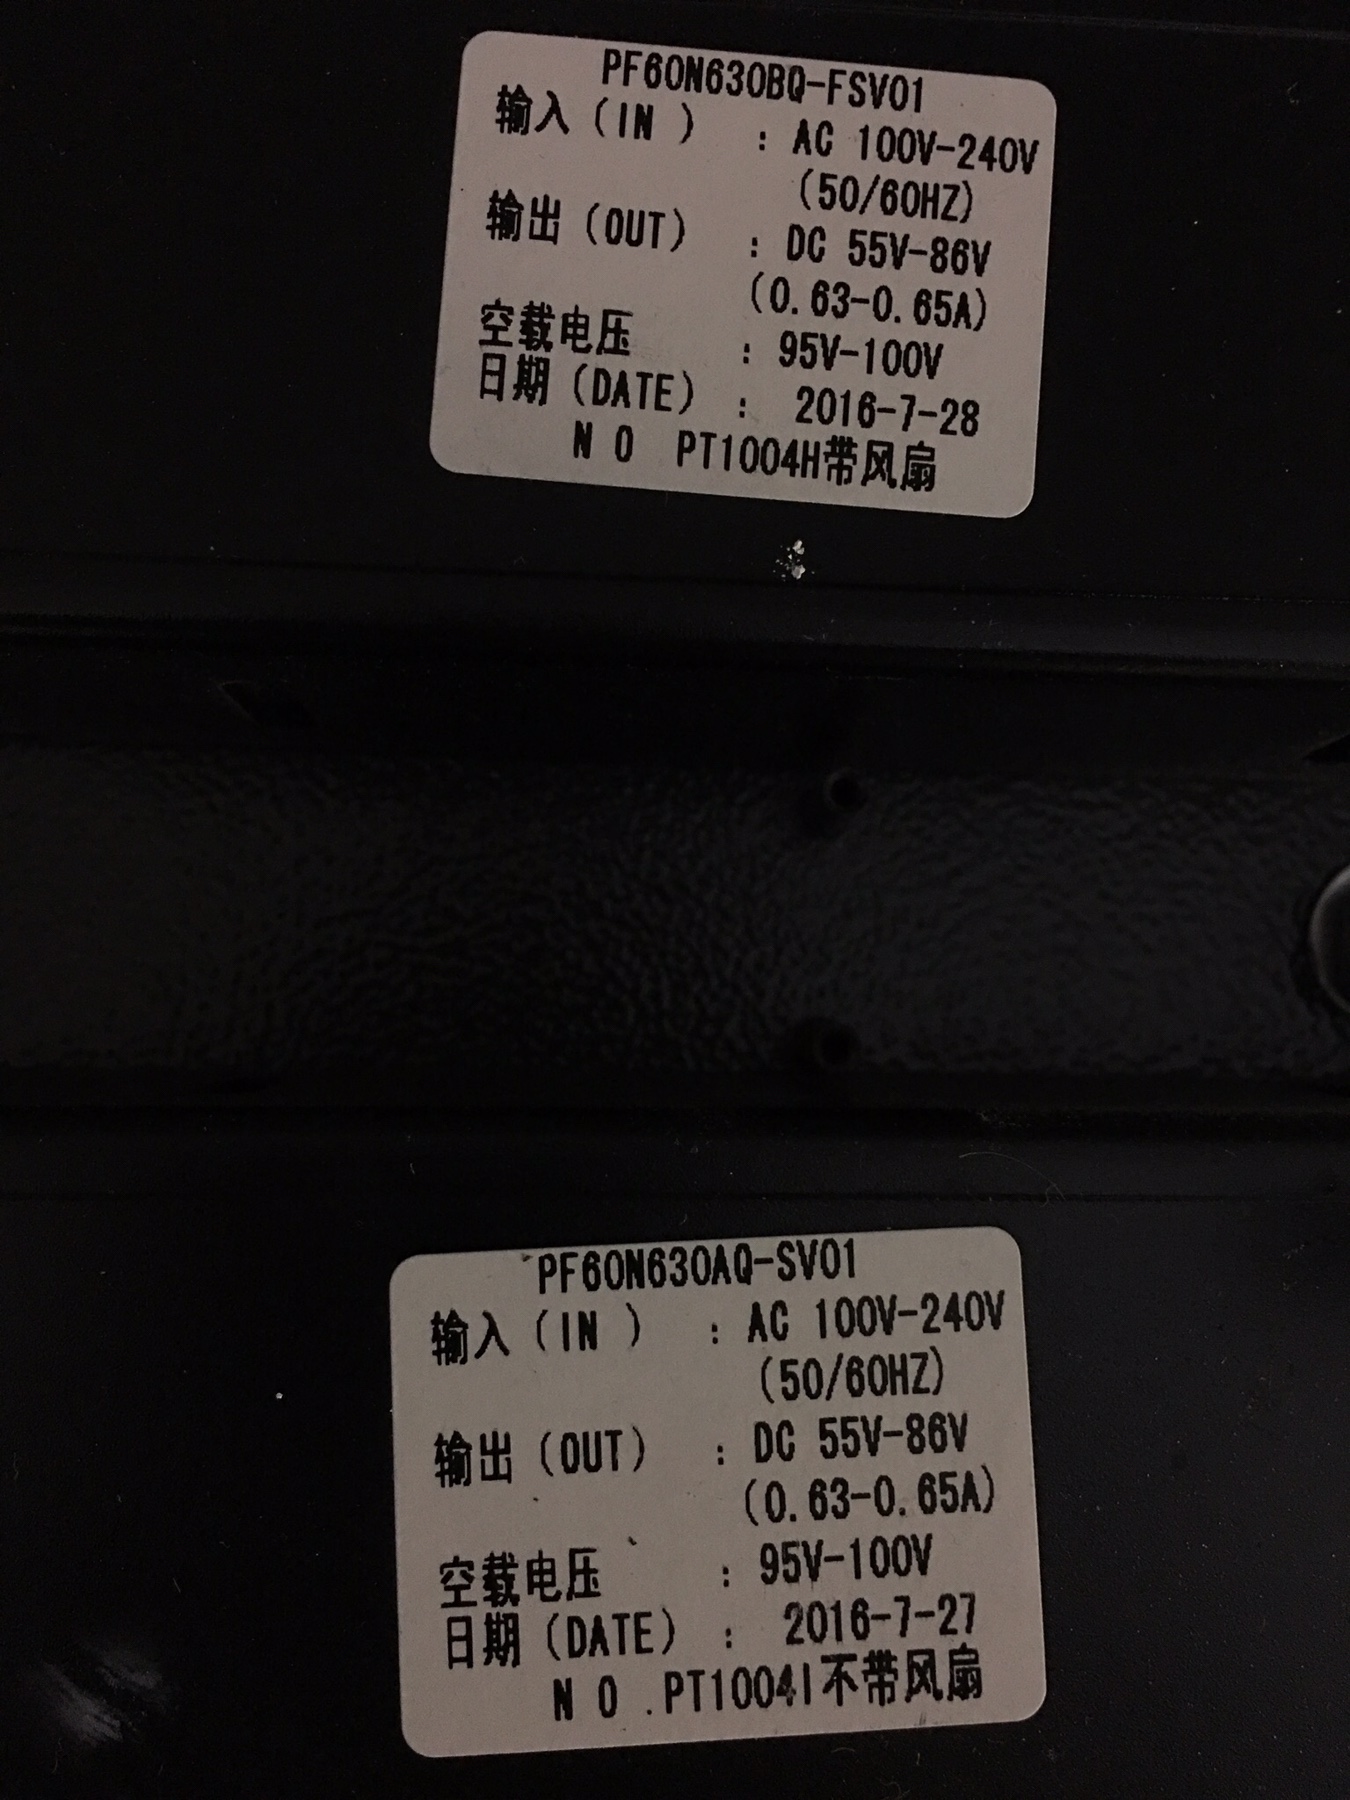 PF60N630BQ-FSV01
输入(IN ) : AC 100V-240V
(50/60HZ)
输出(OUT) : DC 55V-86V
(0.63-0.65A)
空载电压 : 95V-100V
日期(DATE) : 2016-7-28
N O PT1004H带风扇
PF60N630AQ-SV01
输入(IN ) : AC 100V-240V
(50/60HZ)
输出(OUT) : DC 55V-86V
(0.63-0.65A)
空载电压 : 95V-100V
日期(DATE) : 2016-7-27
N O .PT1004I不带风扇